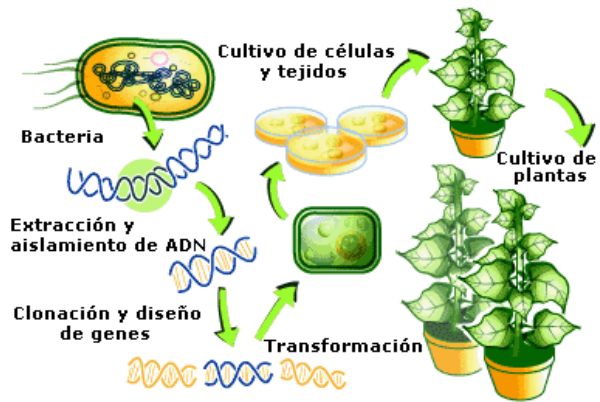 Bacteria
Extracción y
aislamiento de ADN
Clonación y diseño
de genes
Transformación
Cultivo de células
y tejidos
Cultivo de
plantas